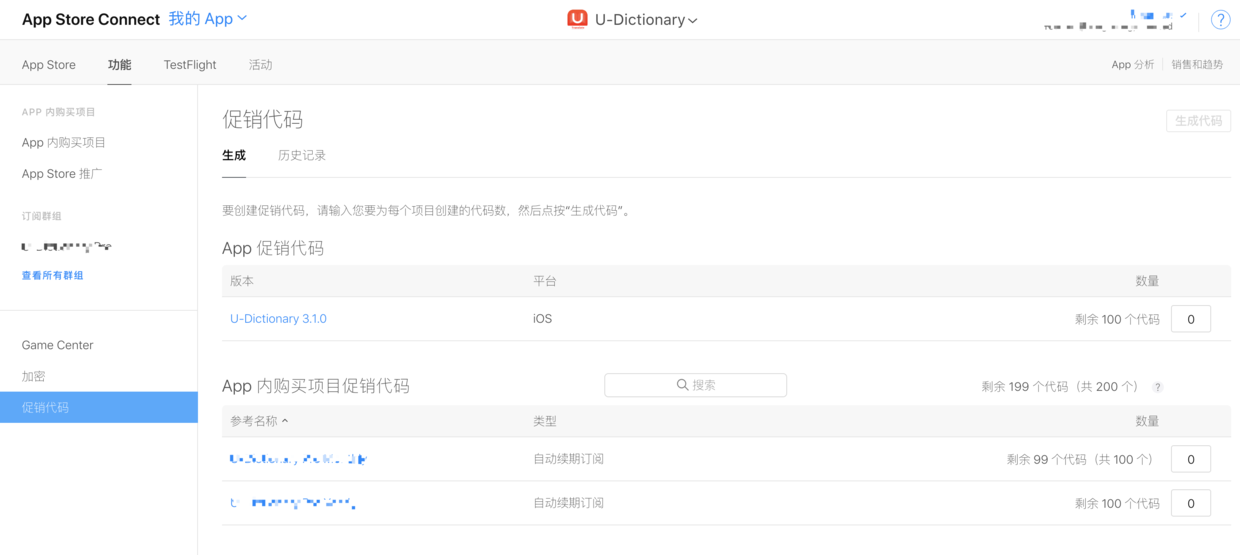 App Store Connect 我的 App
U-Dictionary
?
App Store 功能 TestFlight 活动
App 分析 销售和趋势
APP 内购买项目
App 内购买项目
App Store 推广
订阅群组
查看所有群组
Game Center
加密
促销代码
促销代码
生成代码
生成 历史记录
要创建促销代码，请输入您要为每个项目创建的代码数，然后点按“生成代码”。
App 促销代码
版本 平台 数量
U-Dictionary 3.1.0 iOS 剩余 100 个代码 0
App 内购买项目促销代码 搜索 剩余 199 个代码（共 200 个） ?
参考名称 类型 数量
自动续期订阅 剩余 99 个代码（共 100 个） 0
自动续期订阅 剩余 100 个代码 0